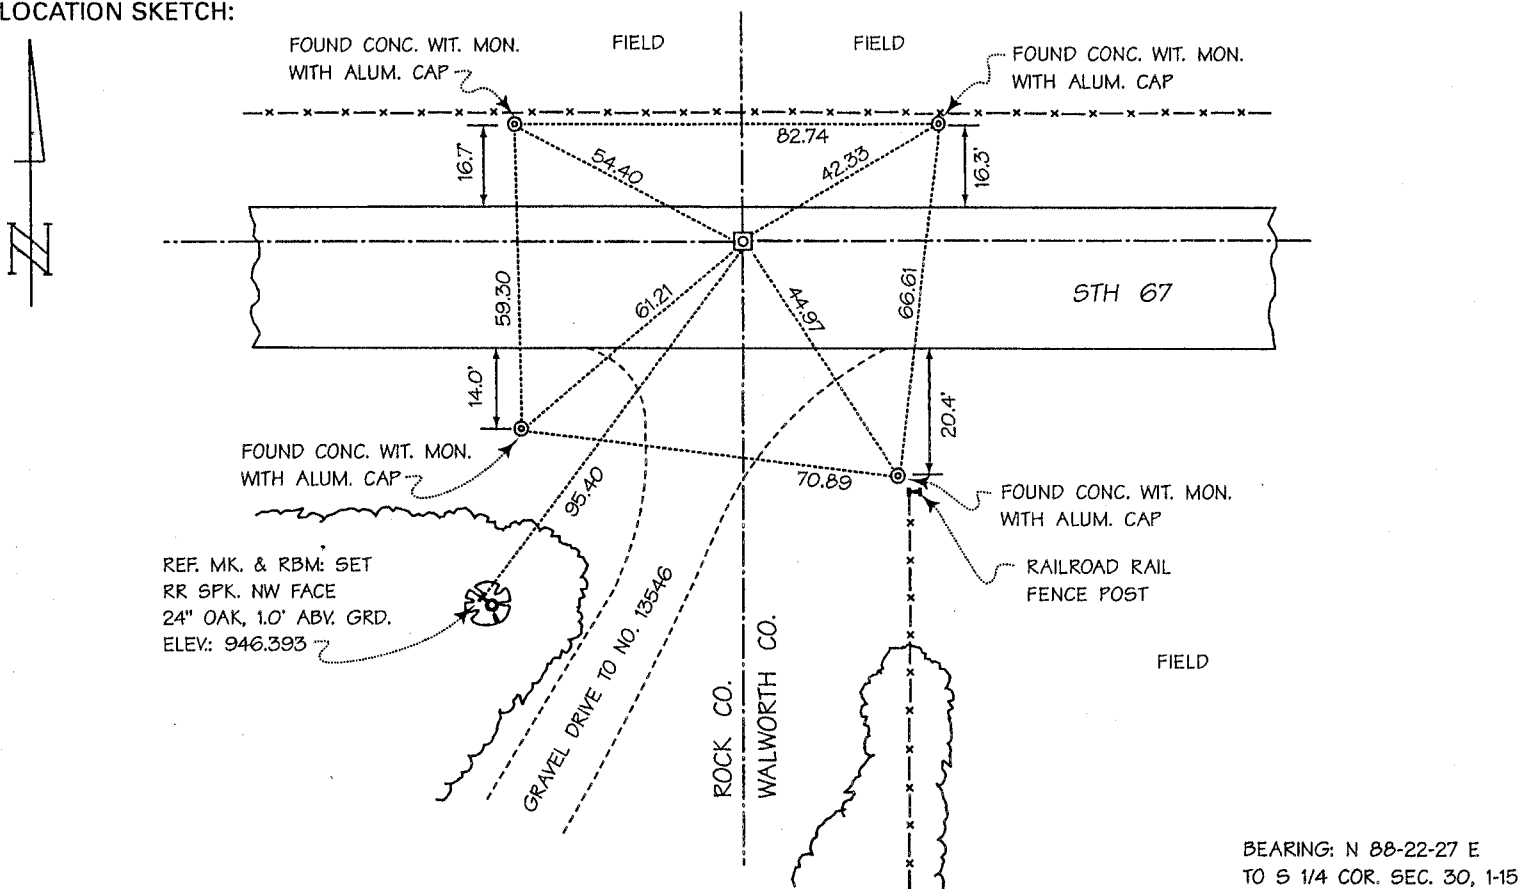 LOCATION SKETCH:
FOUND CONC. WIT. MON.
WITH ALUM. CAP
FIELD
FIELD
FOUND CONC. WIT. MON.
WITH ALUM. CAP
82.74
16.7'
54.40
42.33
16.3'
N
59.30
61.21
44.97
66.61
STH 67
14.0'
20.4'
FOUND CONC. WIT. MON.
WITH ALUM. CAP
95.40
70.89
FOUND CONC. WIT. MON.
WITH ALUM. CAP
REF. MK. & RBM: SET
RR SPK. NW FACE
24" OAK, 1.0' ABV. GRD.
ELEV.: 946.393
RAILROAD RAIL
FENCE POST
GRAVEL DRIVE TO NO. 13546
ROCK CO.
WALWORTH CO.
FIELD
BEARING: N 88-22-27 E
TO S 1/4 COR. SEC. 30, 1-15